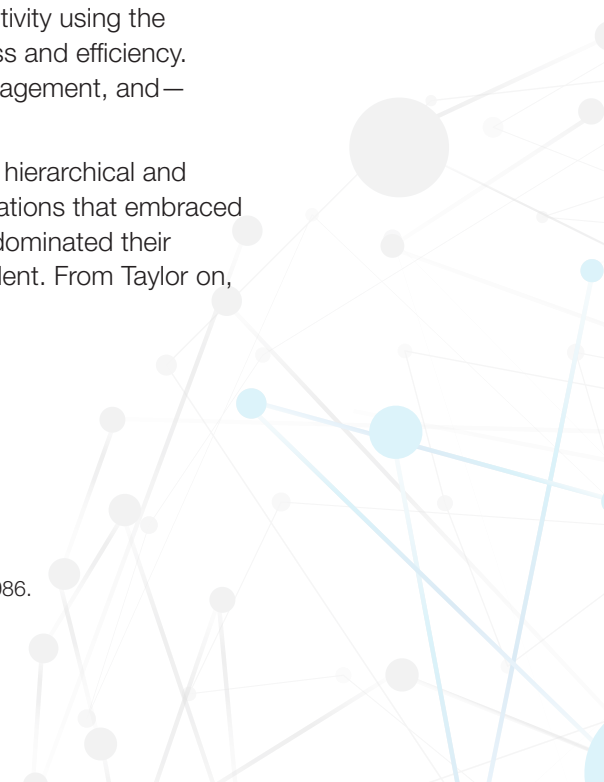 tivity using the
ss and efficiency.
agement, and—
hierarchical and
ations that embraced
dominated their
lent. From Taylor on,
986.